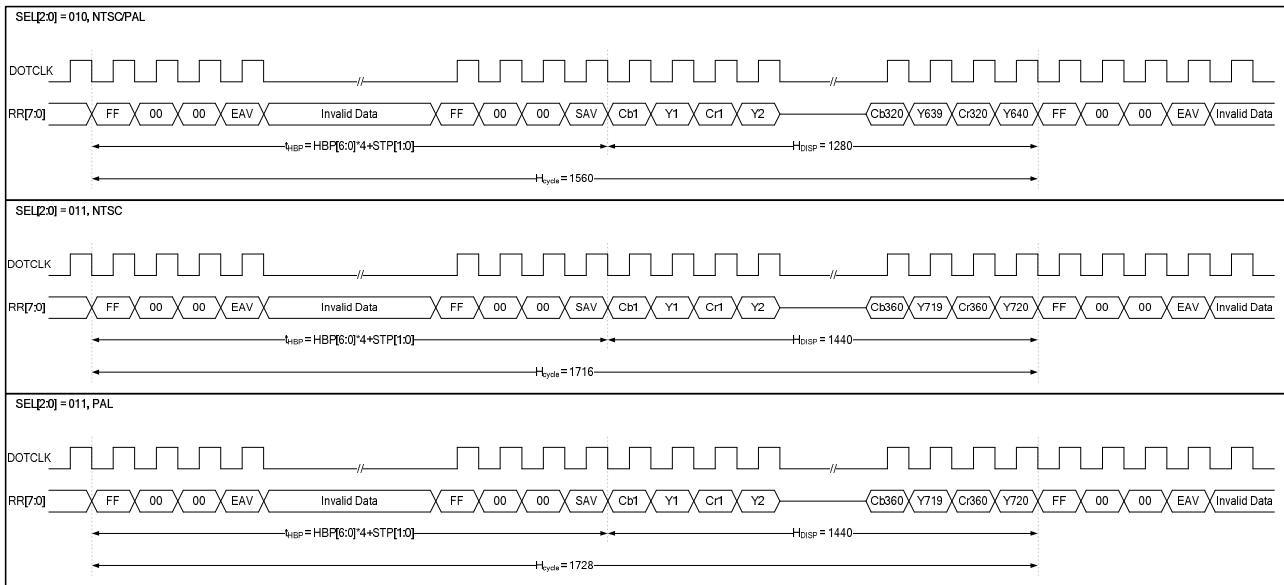 SEL[2:0] = 010, NTSC/PAL
DOTCLK // //
RR[7:0] FF 00 00 EAV Invalid Data FF 00 00 SAV Cb1 Y1 Cr1 Y2 Cb320 Y639 Cr320 Y640 FF 00 00 EAV Invalid Data
tHBP = HBP[6:0]*4+STP[1:0] HDISP = 1280
Hcycle = 1560
SEL[2:0] = 011, NTSC
DOTCLK // //
RR[7:0] FF 00 00 EAV Invalid Data FF 00 00 SAV Cb1 Y1 Cr1 Y2 Cb360 Y719 Cr360 Y720 FF 00 00 EAV Invalid Data
tHBP = HBP[6:0]*4+STP[1:0] HDISP = 1440
Hcycle = 1716
SEL[2:0] = 011, PAL
DOTCLK // //
RR[7:0] FF 00 00 EAV Invalid Data FF 00 00 SAV Cb1 Y1 Cr1 Y2 Cb360 Y719 Cr360 Y720 FF 00 00 EAV Invalid Data
tHBP = HBP[6:0]*4+STP[1:0] HDISP = 1440
Hcycle = 1728